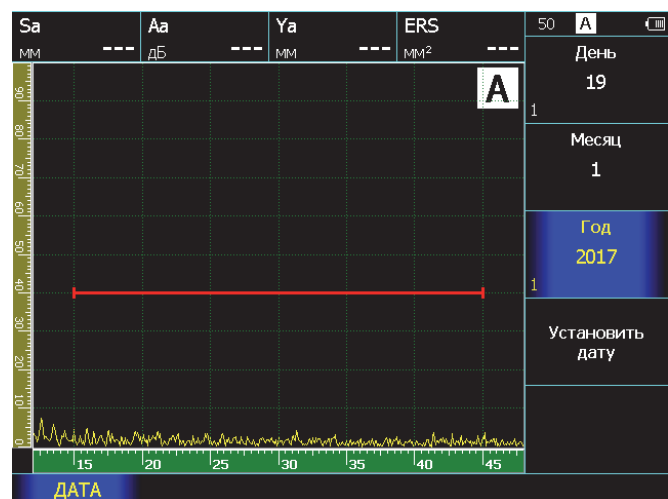 Sa Aa Ya ERS 50 A
мм --- дБ --- мм --- мм² ---
A
День
19
1
Месяц
1
Год
2017
1
Установить
дату
90
80
70
60
50
40
30
20
10
0
15 20 25 30 35 40 45
ДАТА